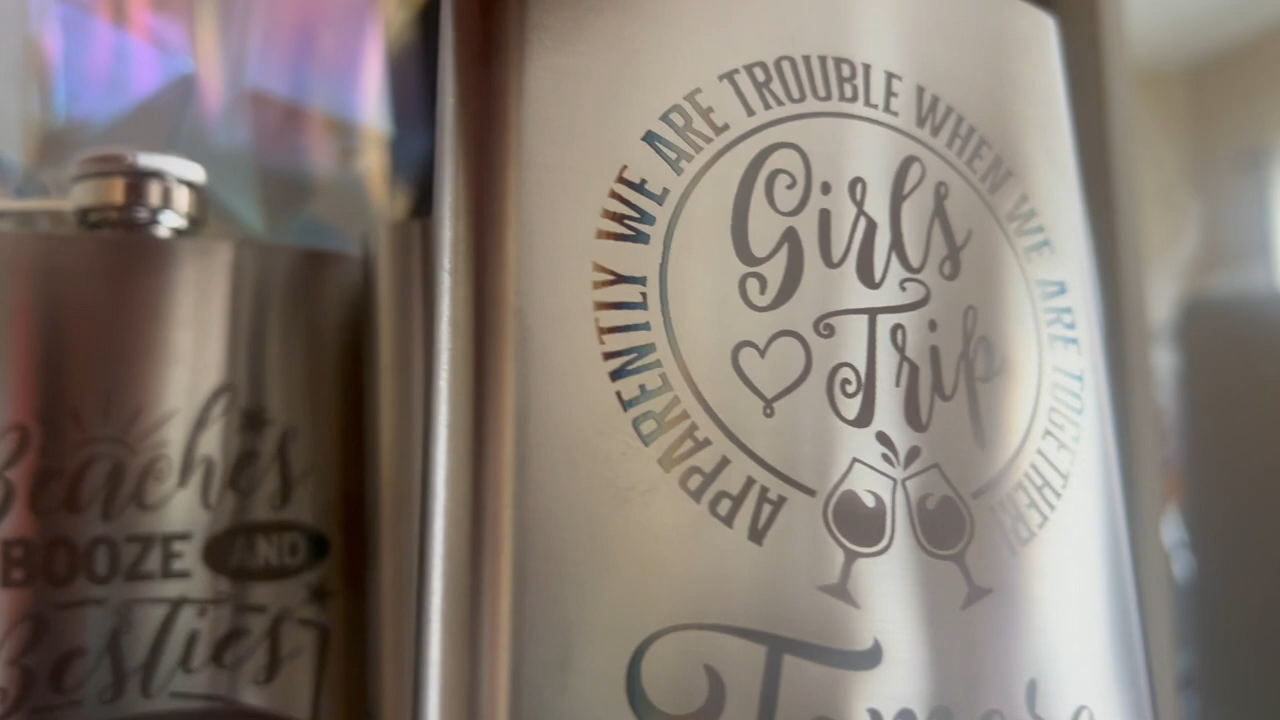 Beaches
BOOZE AND
Besties
APPARENTLY WE ARE TROUBLE WHEN WE ARE TOGETHER!
Girls
Trip